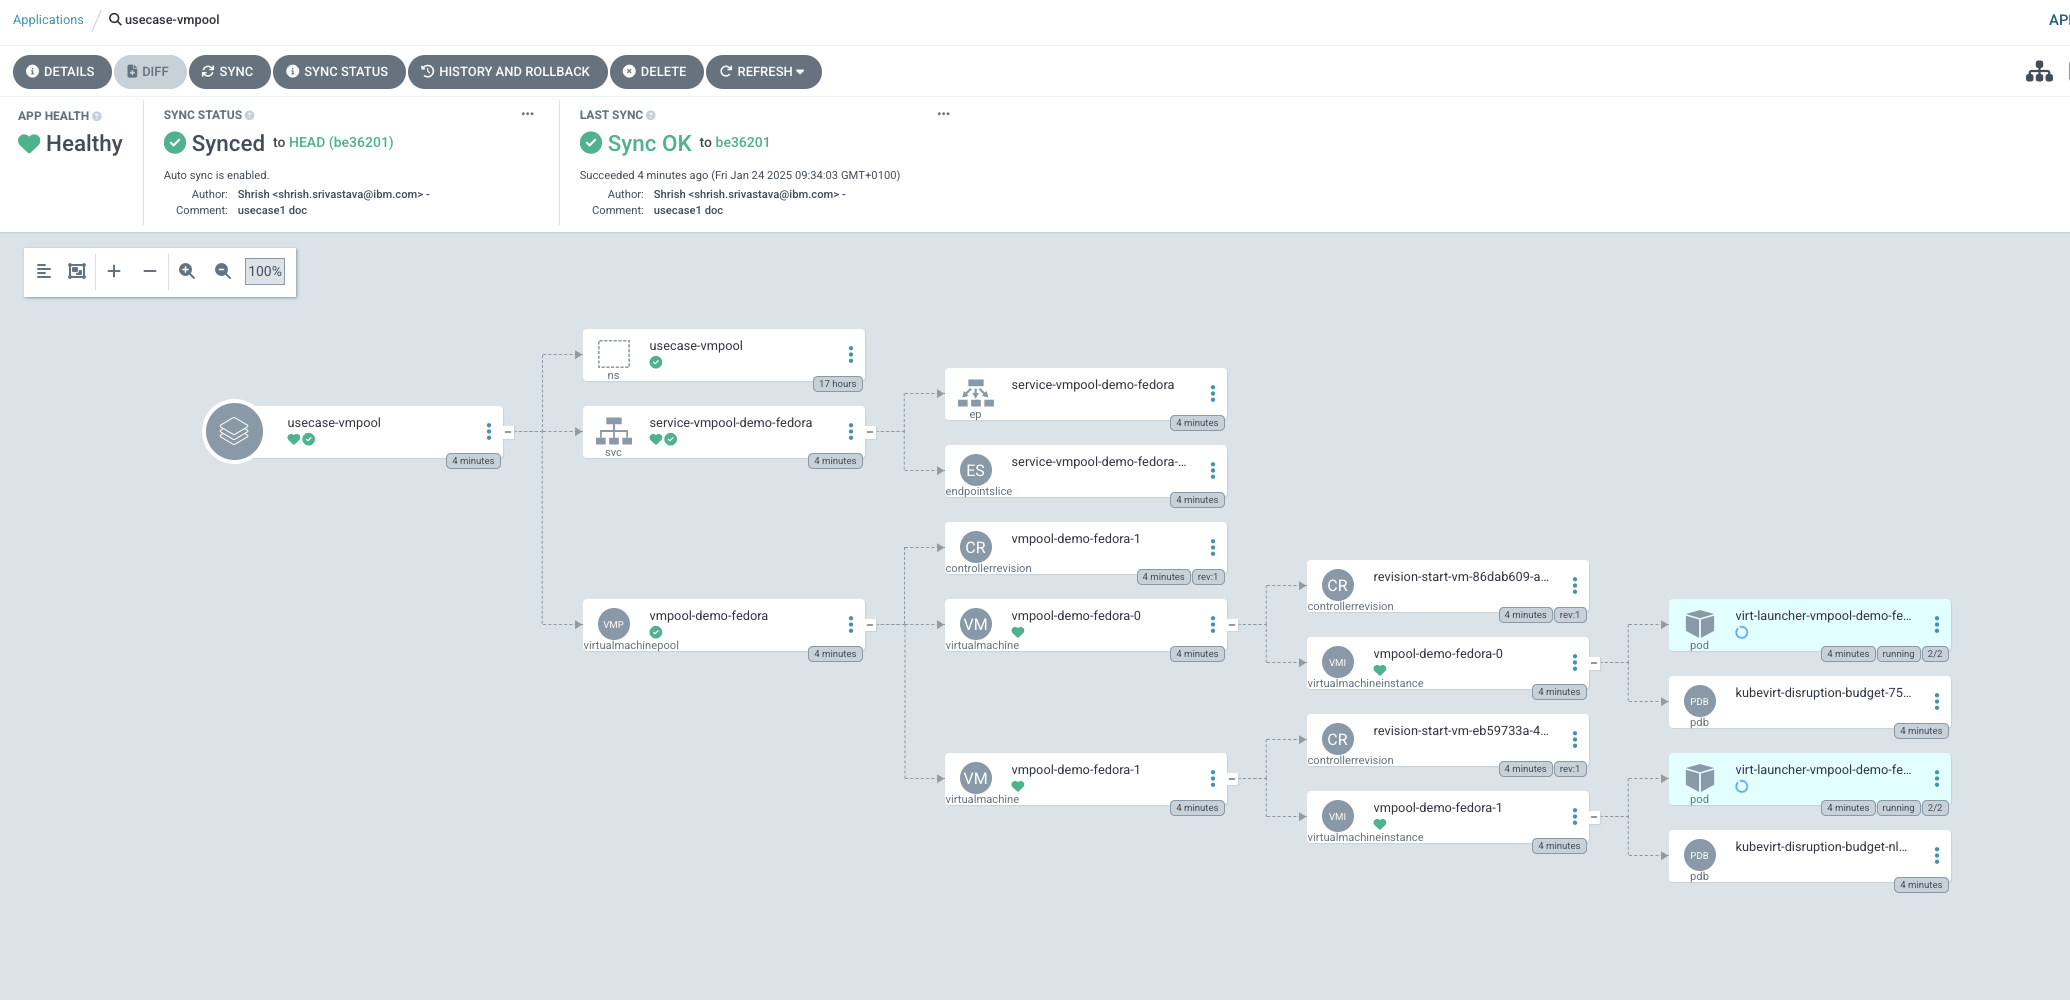 Applications / usecase-vmpool
DETAILS DIFF SYNC SYNC STATUS HISTORY AND ROLLBACK DELETE REFRESH
APP HEALTH
Healthy
SYNC STATUS
Synced to HEAD (be36201)
Auto sync is enabled.
Author: Shrish <shrish.srivastava@ibm.com> -
Comment: usecase1 doc
LAST SYNC
Sync OK to be36201
Succeeded 4 minutes ago (Fri Jan 24 2025 09:34:03 GMT+0100)
Author: Shrish <shrish.srivastava@ibm.com> -
Comment: usecase1 doc
100%
usecase-vmpool
4 minutes
usecase-vmpool
ns
17 hours
service-vmpool-demo-fedora
svc
4 minutes
vmpool-demo-fedora
VMP
virtualmachinepool
4 minutes
service-vmpool-demo-fedora
ep
4 minutes
service-vmpool-demo-fedora-...
ES
endpointslice
4 minutes
vmpool-demo-fedora-1
CR
controllerrevision
4 minutes rev:1
vmpool-demo-fedora-0
VM
virtualmachine
4 minutes
vmpool-demo-fedora-1
VM
virtualmachine
4 minutes
revision-start-vm-86dab609-a...
CR
controllerrevision
4 minutes rev:1
vmpool-demo-fedora-0
VMI
virtualmachineinstance
4 minutes
revision-start-vm-eb59733a-4...
CR
controllerrevision
4 minutes rev:1
vmpool-demo-fedora-1
VMI
virtualmachineinstance
4 minutes
virt-launcher-vmpool-demo-fe...
pod
4 minutes running 2/2
kubevirt-disruption-budget-75...
PDB
pdb
4 minutes
virt-launcher-vmpool-demo-fe...
pod
4 minutes running 2/2
kubevirt-disruption-budget-nl...
PDB
pdb
4 minutes